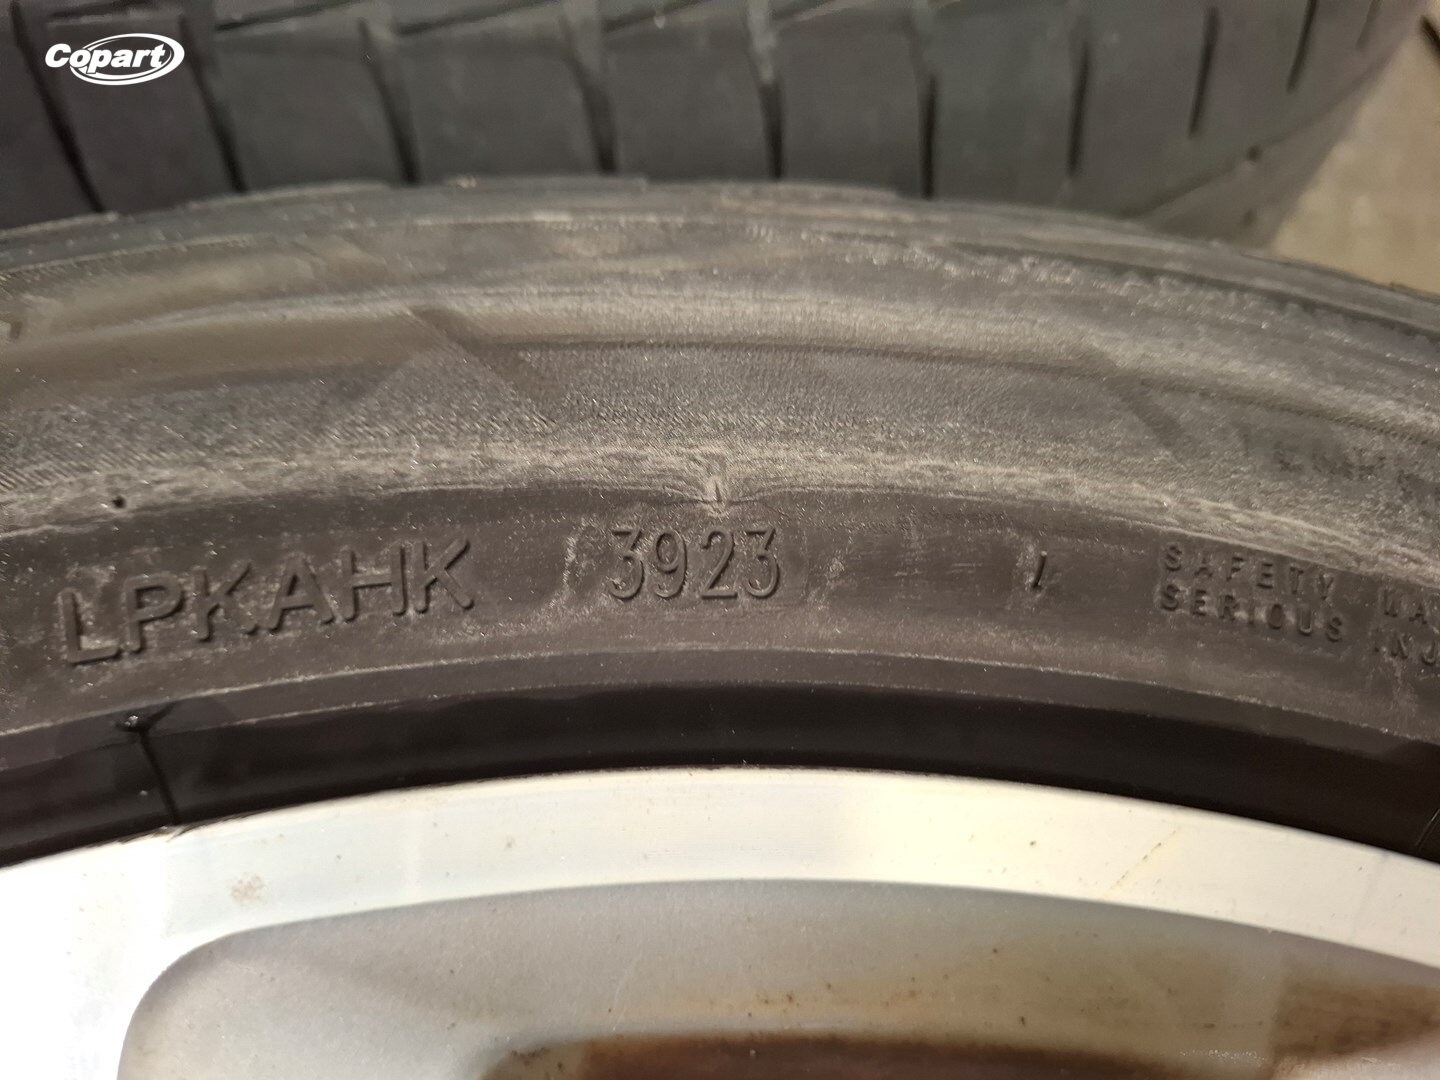 Copart
LPKAHK 3923
SAFETY
SERIOUS